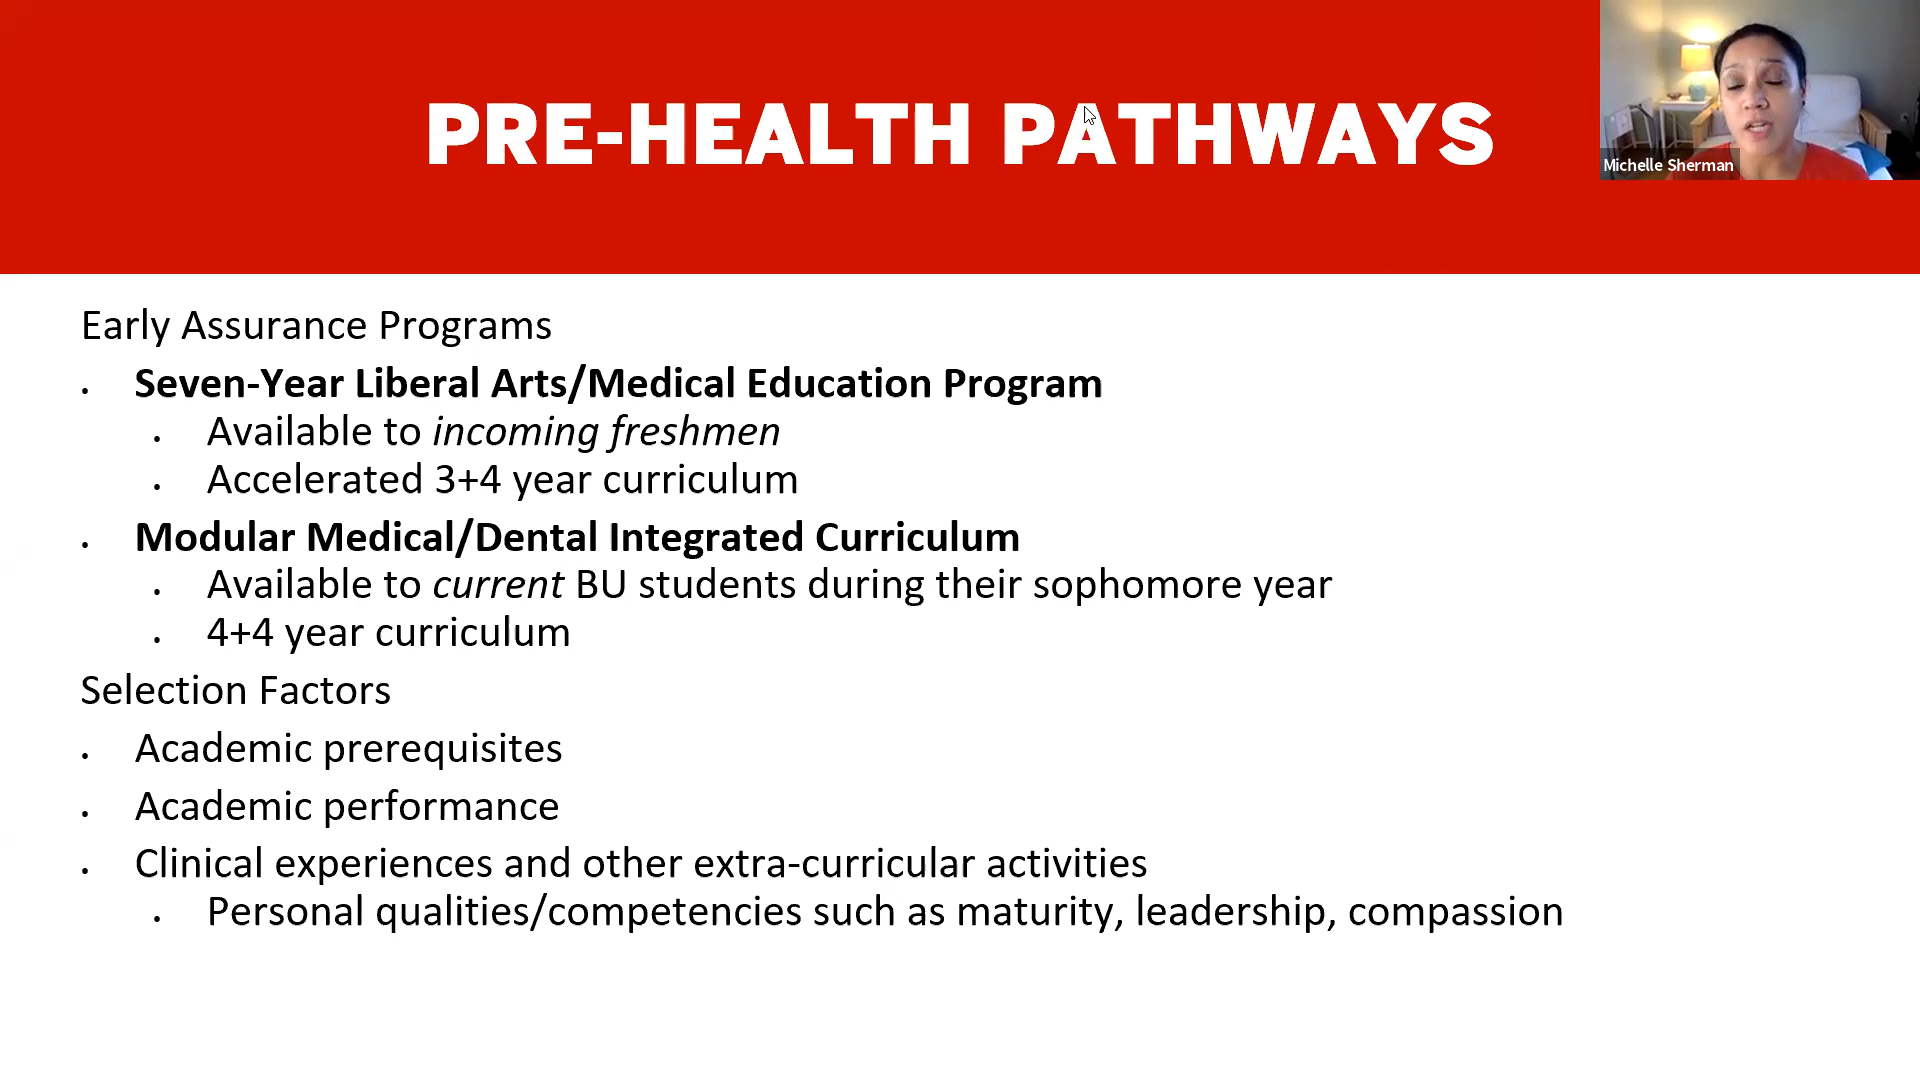 PRE-HEALTH PATHWAYS
Michelle Sherman
Early Assurance Programs
• Seven-Year Liberal Arts/Medical Education Program
• Available to incoming freshmen
• Accelerated 3+4 year curriculum
• Modular Medical/Dental Integrated Curriculum
• Available to current BU students during their sophomore year
• 4+4 year curriculum
Selection Factors
• Academic prerequisites
• Academic performance
• Clinical experiences and other extra-curricular activities
• Personal qualities/competencies such as maturity, leadership, compassion